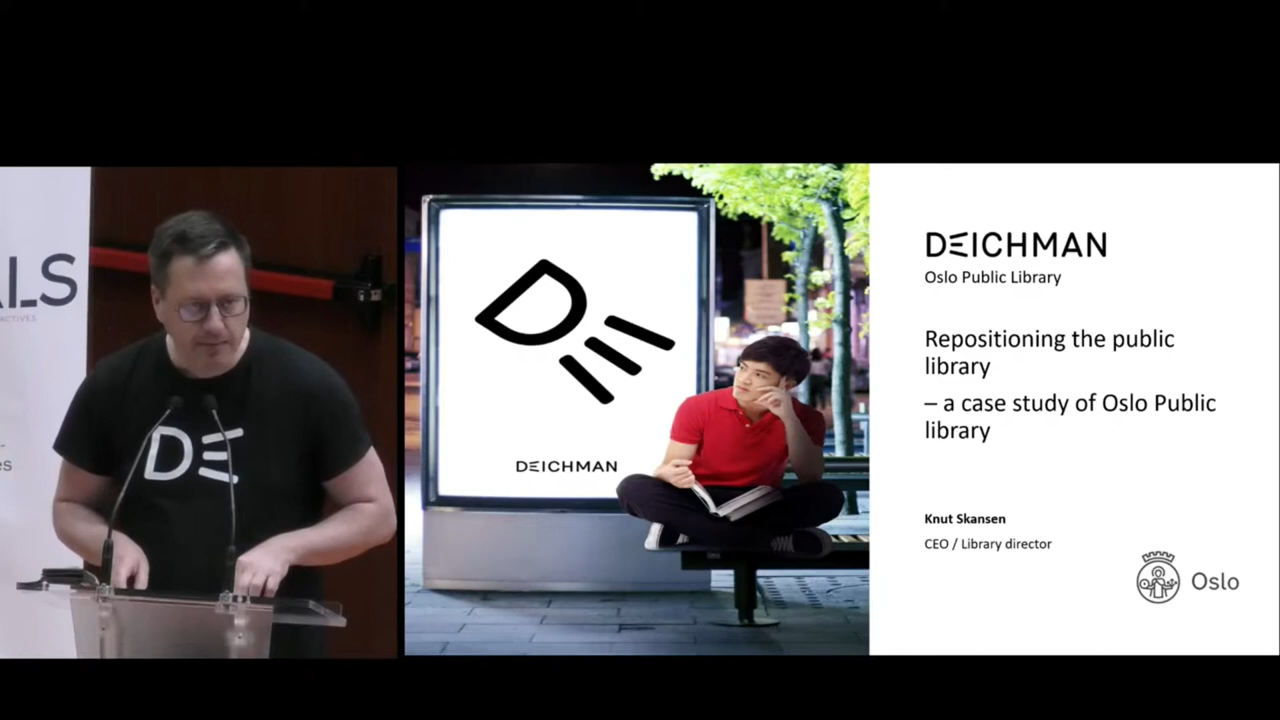 DE
DE
DEICHMAN
DEICHMAN
Oslo Public Library
Repositioning the public
library
– a case study of Oslo Public
library
Knut Skansen
CEO / Library director
Oslo